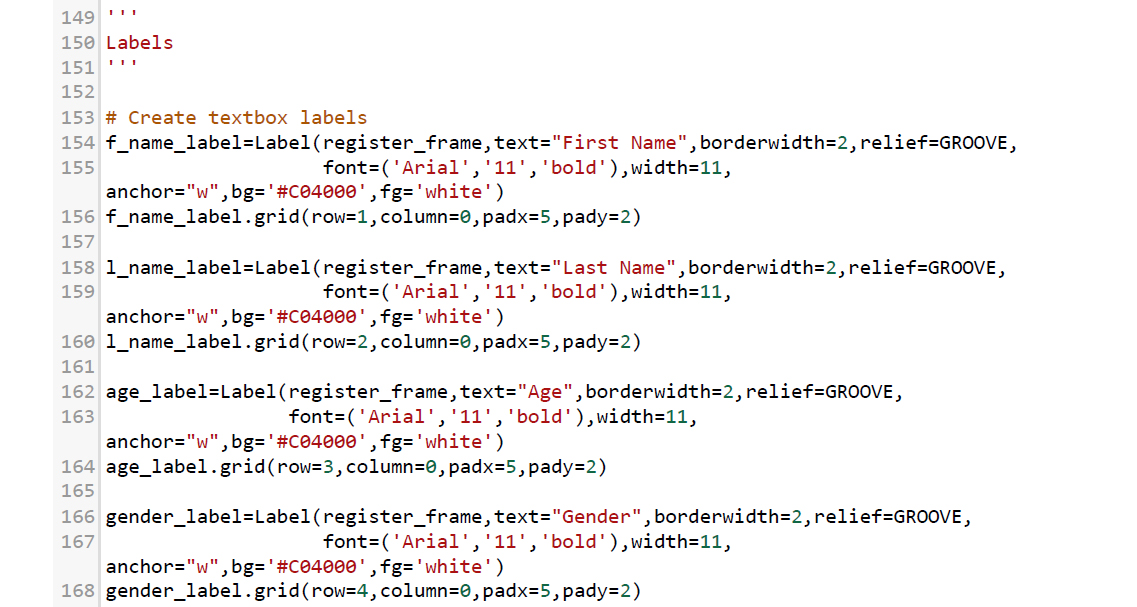 149 '''
150 Labels
151 '''
152
153 # Create textbox labels
154 f_name_label=Label(register_frame,text="First Name",borderwidth=2,relief=GROOVE,
155                    font=('Arial','11','bold'),width=11,
anchor="w",bg='#C04000',fg='white')
156 f_name_label.grid(row=1,column=0,padx=5,pady=2)
157
158 l_name_label=Label(register_frame,text="Last Name",borderwidth=2,relief=GROOVE,
159                    font=('Arial','11','bold'),width=11,
anchor="w",bg='#C04000',fg='white')
160 l_name_label.grid(row=2,column=0,padx=5,pady=2)
161
162 age_label=Label(register_frame,text="Age",borderwidth=2,relief=GROOVE,
163                 font=('Arial','11','bold'),width=11,
anchor="w",bg='#C04000',fg='white')
164 age_label.grid(row=3,column=0,padx=5,pady=2)
165
166 gender_label=Label(register_frame,text="Gender",borderwidth=2,relief=GROOVE,
167                    font=('Arial','11','bold'),width=11,
anchor="w",bg='#C04000',fg='white')
168 gender_label.grid(row=4,column=0,padx=5,pady=2)